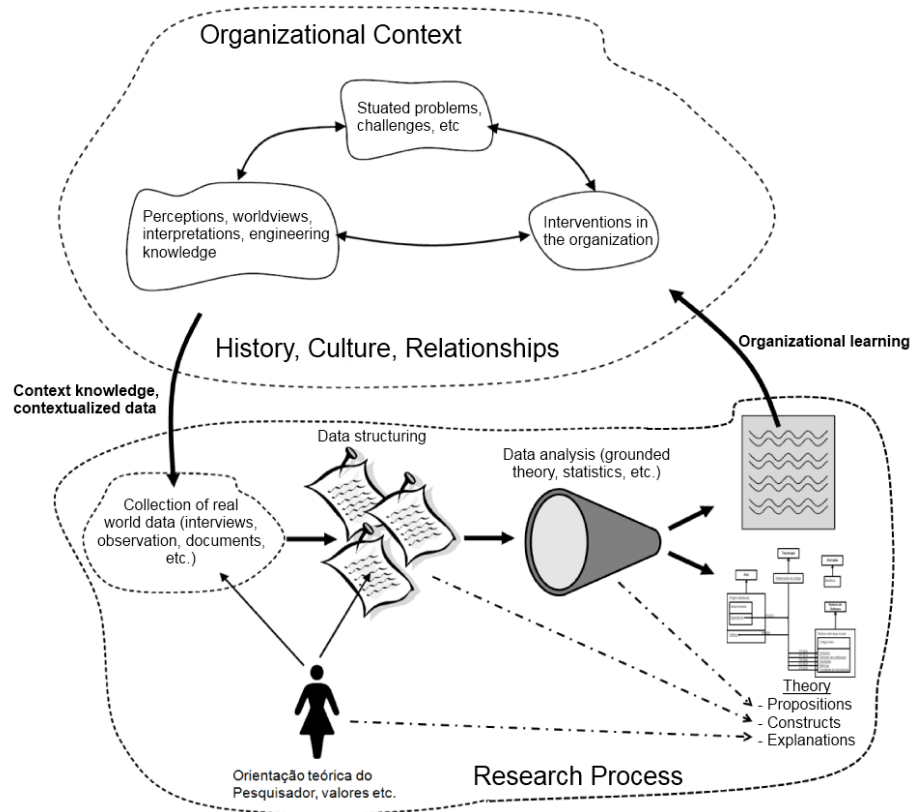 Organizational Context
Stuated problems,
challenges, etc
Perceptions, worldviews,
interpretations, engineering
knowledge
Interventions in
the organization
History, Culture, Relationships
Organizational learning
Context knowledge,
contextualized data
Data structuring
Data analysis (grounded
theory, statistics, etc.)
Collection of real
world data (interviews,
observation, documents,
etc.)
Theory
- Propositions
- Constructs
- Explanations
Orientação teórica do
Pesquisador, valores etc.
Research Process